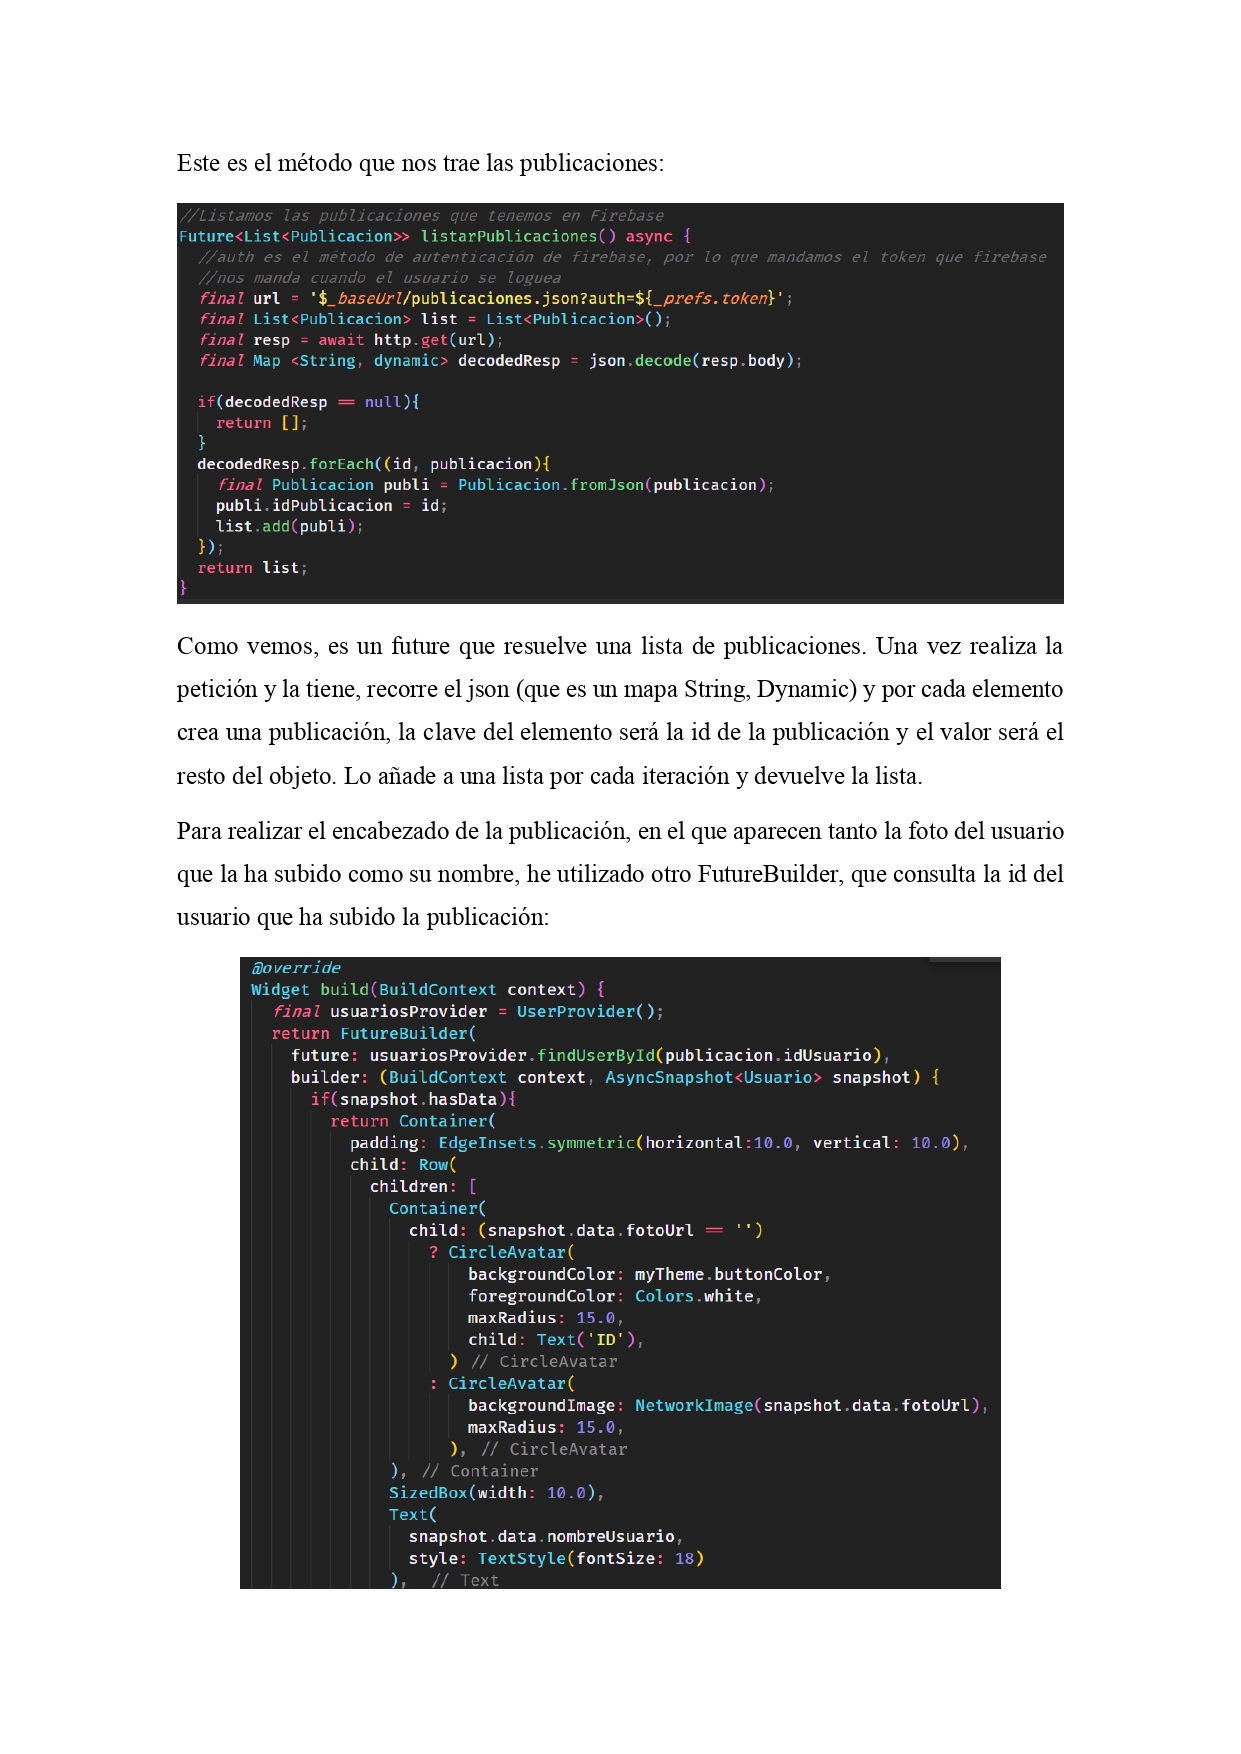 Este es el método que nos trae las publicaciones:
//Listamos las publicaciones que tenemos en Firebase
Future<List<Publicacion>> listarPublicaciones() async {
//auth es el método de autenticación de firebase, por lo que mandamos el token que firebase
//nos manda cuando el usuario se loguea
final url = '$_baseUrl/publicaciones.json?auth=${_prefs.token}';
final List<Publicacion> list = List<Publicacion>();
final resp = await http.get(url);
final Map <String, dynamic> decodedResp = json.decode(resp.body);
if(decodedResp == null){
return [];
}
decodedResp.forEach((id, publicacion){
final Publicacion publi = Publicacion.fromJson(publicacion);
publi.idPublicacion = id;
list.add(publi);
});
return list;
}
Como vemos, es un future que resuelve una lista de publicaciones. Una vez realiza la
petición y la tiene, recorre el json (que es un mapa String, Dynamic) y por cada elemento
crea una publicación, la clave del elemento será la id de la publicación y el valor será el
resto del objeto. Lo añade a una lista por cada iteración y devuelve la lista.
Para realizar el encabezado de la publicación, en el que aparecen tanto la foto del usuario
que la ha subido como su nombre, he utilizado otro FutureBuilder, que consulta la id del
usuario que ha subido la publicación:
@override
Widget build(BuildContext context) {
final usuariosProvider = UserProvider();
return FutureBuilder(
future: usuariosProvider.findUserById(publicacion.idUsuario),
builder: (BuildContext context, AsyncSnapshot<Usuario> snapshot) {
if(snapshot.hasData){
return Container(
padding: EdgeInsets.symmetric(horizontal:10.0, vertical: 10.0),
child: Row(
children: [
Container(
child: (snapshot.data.fotoUrl == '')
? CircleAvatar(
backgroundColor: myTheme.buttonColor,
foregroundColor: Colors.white,
maxRadius: 15.0,
child: Text('ID'),
) // CircleAvatar
: CircleAvatar(
backgroundImage: NetworkImage(snapshot.data.fotoUrl),
maxRadius: 15.0,
), // CircleAvatar
), // Container
SizedBox(width: 10.0),
Text(
snapshot.data.nombreUsuario,
style: TextStyle(fontSize: 18)
), // Text